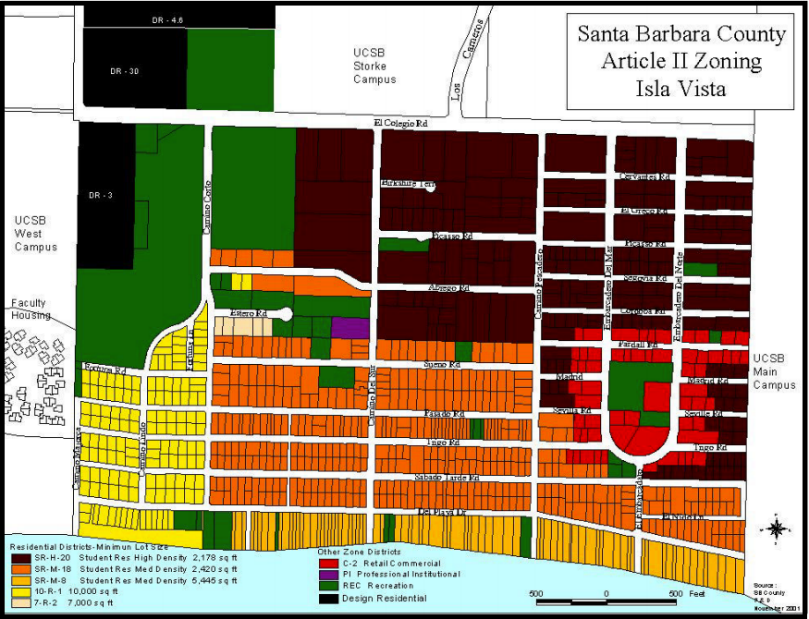 DR - 4.6
Santa Barbara County
Article II Zoning
Isla Vista
UCSB
Storke
Campus
Los
Carneros
DR - 30
El Colegio Rd
DR - 3
Camino Corto
Cervantes Rd
Berkshire Terr
El Greco Rd
UCSB
West
Campus
Picasso Rd
Picasso Rd
Camino Pescadero
Embarcadero Del Mar
Embarcadero Del Norte
Segovia Rd
Abrego Rd
Faculty
Housing
Estero Rd
Cordoba Rd
Fortuna Ln
Pardall Rd
Fortuna Rd
Sueno Rd
Camino Del Sur
Madrid
Madrid Rd
UCSB
Main
Campus
Pasado Rd
Seville Rd
Seville Rd
Camino Majorca
Camino Lindo
Trigo Rd
Trigo Rd
Sabado Tarde Rd
El Embarcadero
Del Playa Dr
El Nido Ln
Residential Districts-Minimun Lot Size
SR-H-20 Student Res High Density 2,178 sq ft
SR-M-18 Student Res Med Density 2,420 sq ft
SR-M-8 Student Res Med Density 5,445 sq ft
10-R-1 10,000 sq ft
7-R-2 7,000 sq ft
Other Zone Districts
C-2 Retail Commercial
PI Professional Institutional
REC Recreation
Design Residential
500 0 500 Feet
Source:
SB County
November 2001